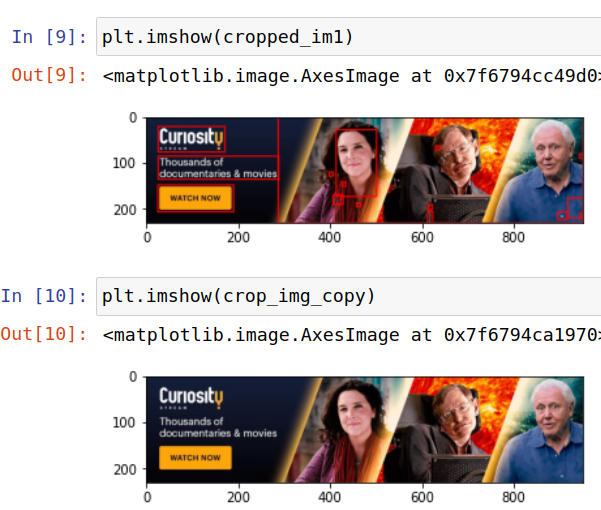 In [9]: plt.imshow(cropped_im1)
Out[9]: <matplotlib.image.AxesImage at 0x7f6794cc49d0>
0
100
200
Curiosity
STREAM
Thousands of
documentaries & movies
WATCH NOW
0 200 400 600 800
In [10]: plt.imshow(crop_img_copy)
Out[10]: <matplotlib.image.AxesImage at 0x7f6794ca1970>
0
100
200
Curiosity
STREAM
Thousands of
documentaries & movies
WATCH NOW
0 200 400 600 800